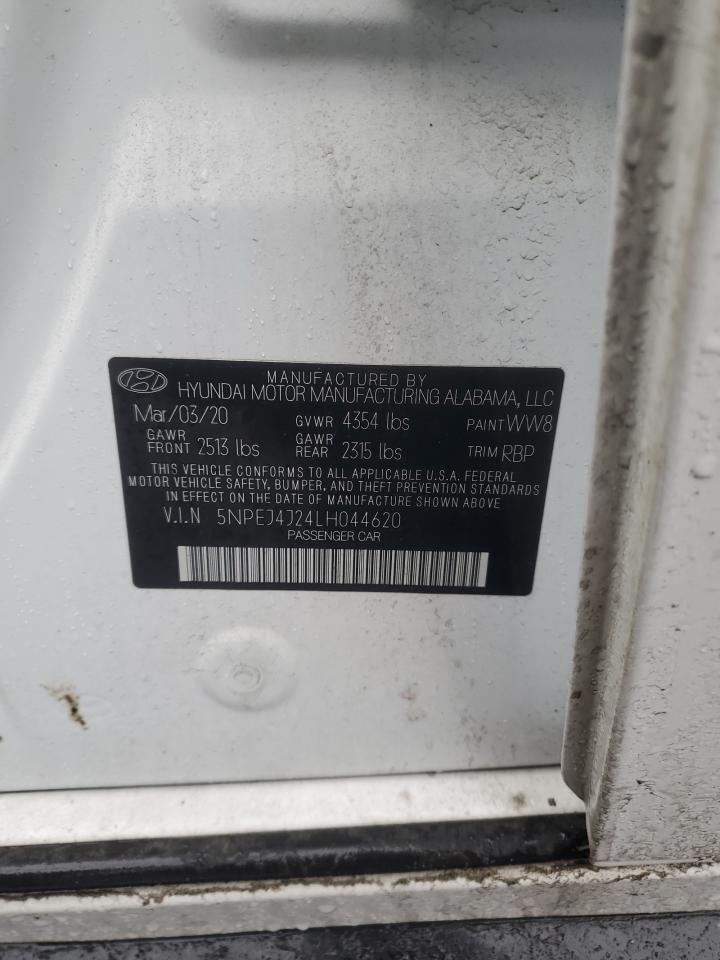 MANUFACTURED BY
HYUNDAI MOTOR MANUFACTURING ALABAMA, LLC
Mar/03/20 GVWR 4354 lbs PAINT WW8
GAWR FRONT 2513 lbs GAWR REAR 2315 lbs TRIM RBP
THIS VEHICLE CONFORMS TO ALL APPLICABLE U.S.A. FEDERAL
MOTOR VEHICLE SAFETY, BUMPER, AND THEFT PREVENTION STANDARDS
IN EFFECT ON THE DATE OF MANUFACTURE SHOWN ABOVE
V.I.N 5NPEJ4J24LH044620
PASSENGER CAR